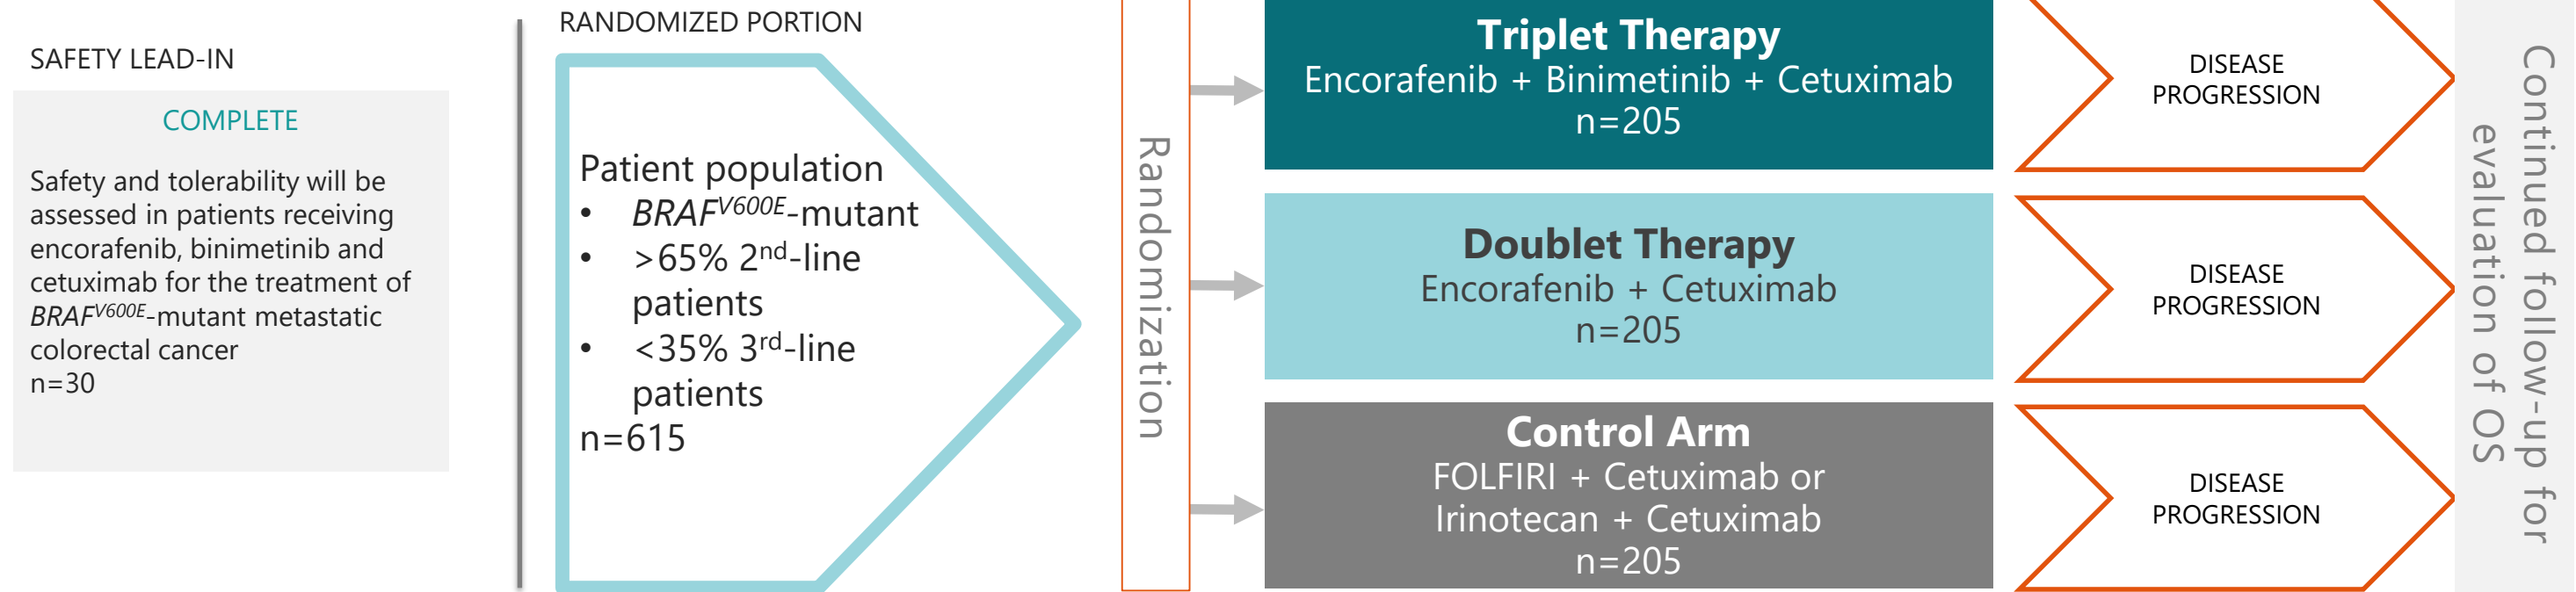 SAFETY LEAD-IN
COMPLETE
Safety and tolerability will be
assessed in patients receiving
encorafenib, binimetinib and
cetuximab for the treatment of
BRAFV600E-mutant metastatic
colorectal cancer
n=30
RANDOMIZED PORTION
Patient population
• BRAFV600E-mutant
• >65% 2nd-line
patients
• <35% 3rd-line
patients
n=615
Randomization
Triplet Therapy
Encorafenib + Binimetinib + Cetuximab
n=205
Doublet Therapy
Encorafenib + Cetuximab
n=205
Control Arm
FOLFIRI + Cetuximab or
Irinotecan + Cetuximab
n=205
DISEASE
PROGRESSION
DISEASE
PROGRESSION
DISEASE
PROGRESSION
Continued follow-up for
evaluation of OS